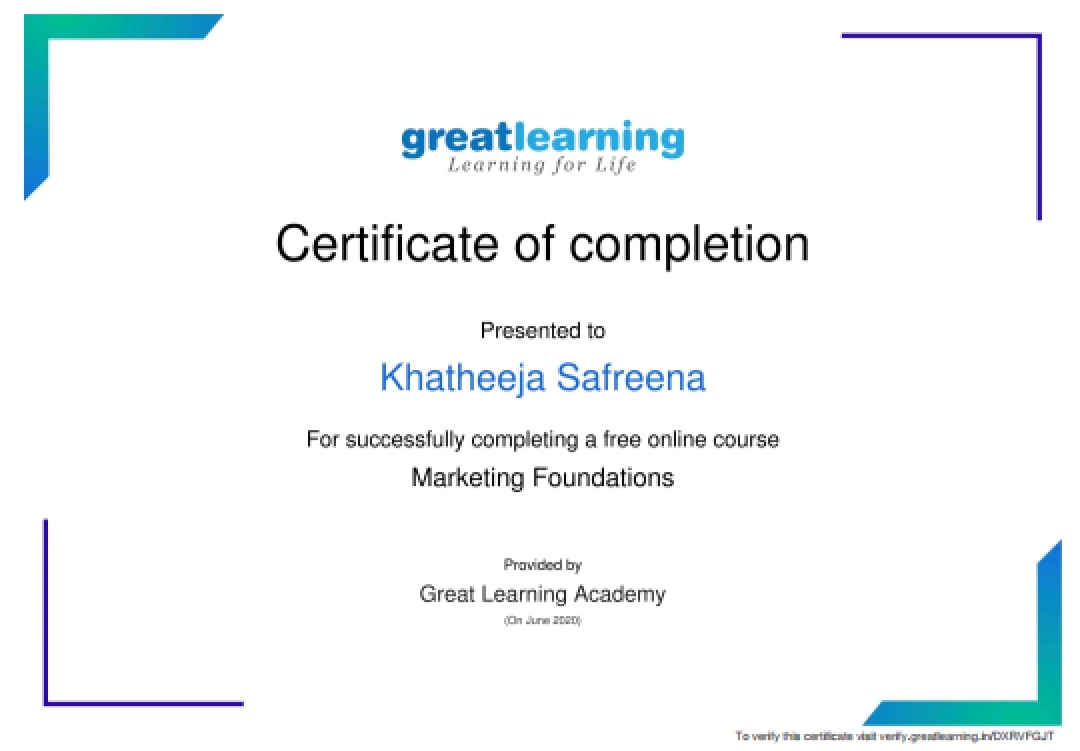 greatlearning
Learning for Life
Certificate of completion
Presented to
Khatheeja Safreena
For successfully completing a free online course
Marketing Foundations
Provided by
Great Learning Academy
(On June 2020)
To verify this certificate visit verify.greatlearning.in/DXRVFGJT